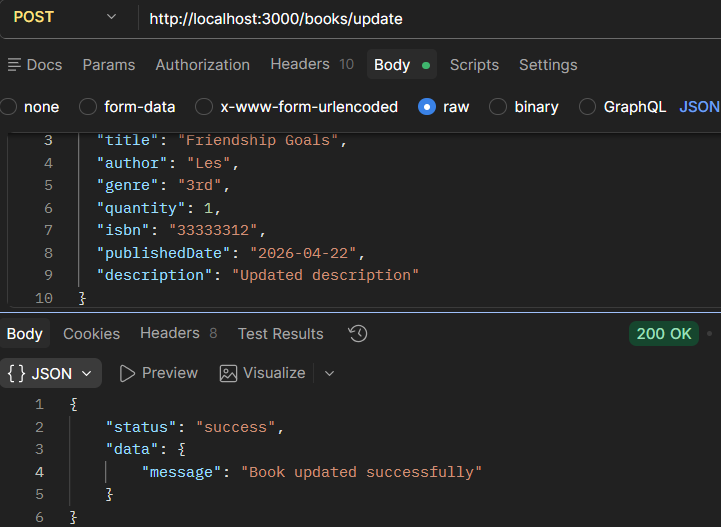 POST http://localhost:3000/books/update
Docs Params Authorization Headers 10 Body Scripts Settings
none form-data x-www-form-urlencoded raw binary GraphQL JSON
3 "title": "Friendship Goals",
4 "author": "Les",
5 "genre": "3rd",
6 "quantity": 1,
7 "isbn": "33333312",
8 "publishedDate": "2026-04-22",
9 "description": "Updated description"
10 }
Body Cookies Headers 8 Test Results 200 OK
{} JSON Preview Visualize
1 {
2 "status": "success",
3 "data": {
4 "message": "Book updated successfully"
5 }
6 }